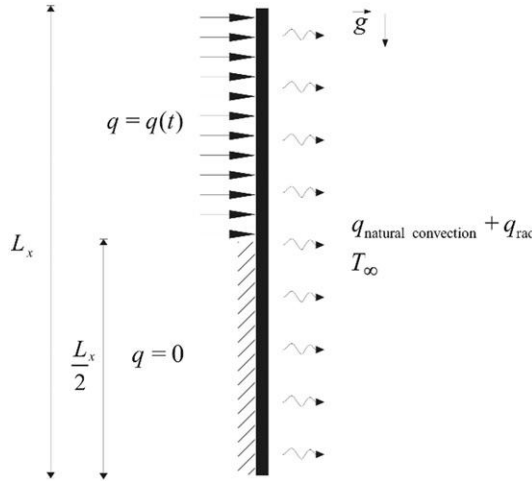 g
q = q(t)
L_x
q_natural convection + q_rad
T_∞
L_x/2
q = 0